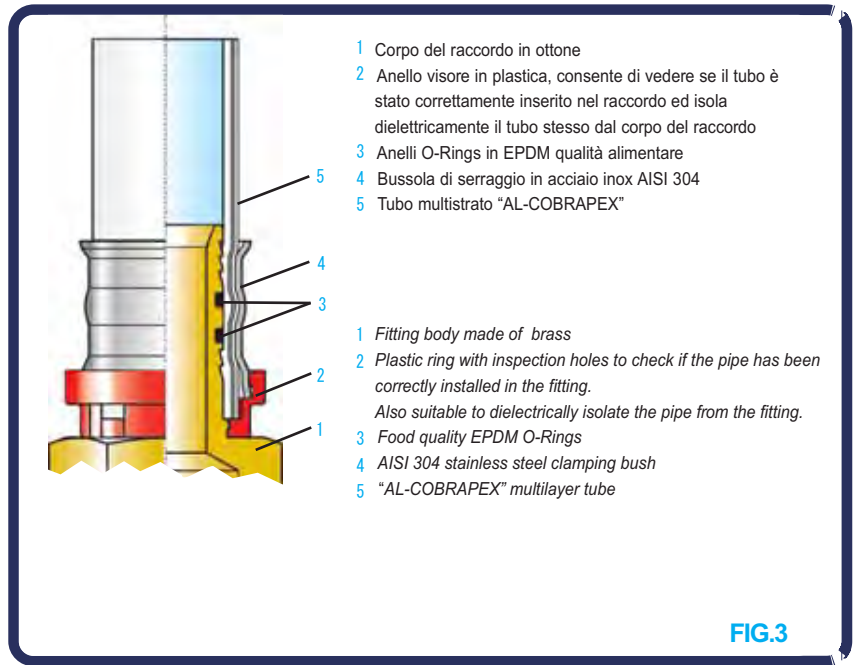 1 Corpo del raccordo in ottone
2 Anello visore in plastica, consente di vedere se il tubo è
stato correttamente inserito nel raccordo ed isola
dielettricamente il tubo stesso dal corpo del raccordo
3 Anelli O-Rings in EPDM qualità alimentare
4 Bussola di serraggio in acciaio inox AISI 304
5 Tubo multistrato “AL-COBRAPEX”
5
4
3
2
1
1 Fitting body made of brass
2 Plastic ring with inspection holes to check if the pipe has been
correctly installed in the fitting.
Also suitable to dielectrically isolate the pipe from the fitting.
3 Food quality EPDM O-Rings
4 AISI 304 stainless steel clamping bush
5 “AL-COBRAPEX” multilayer tube
FIG.3